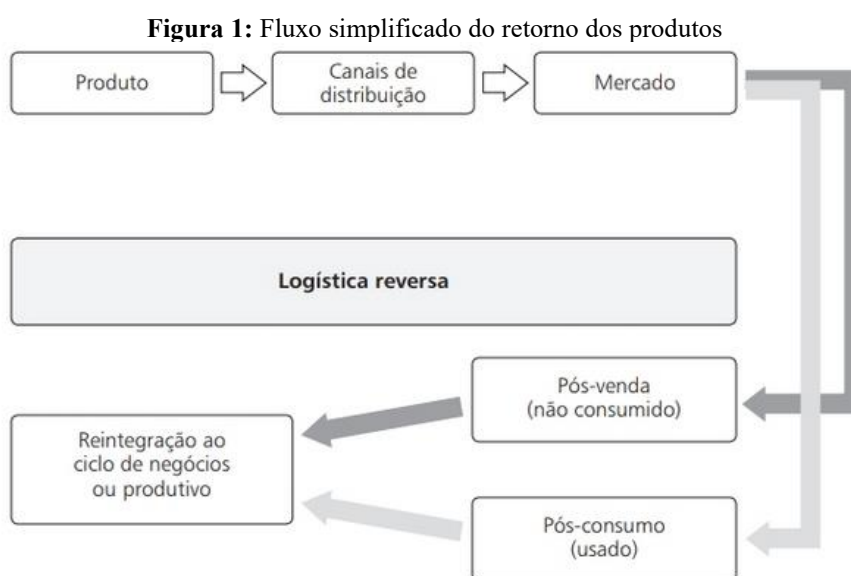 Figura 1: Fluxo simplificado do retorno dos produtos
Produto
Canais de
distribuição
Mercado
Logística reversa
Pós-venda
(não consumido)
Reintegração ao
ciclo de negócios
ou produtivo
Pós-consumo
(usado)